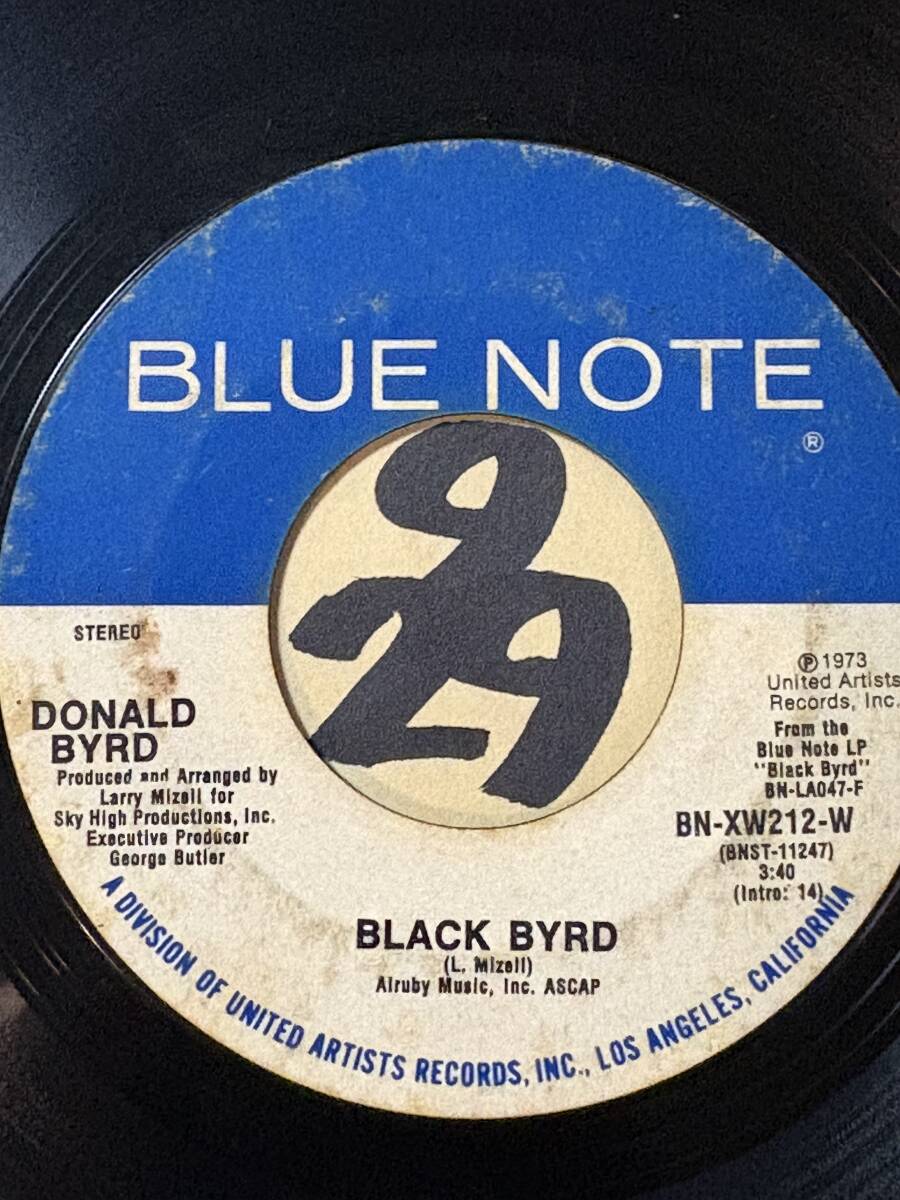 BLUE NOTE
®
9
29
STEREO
DONALD
BYRD
Produced and Arranged by
Larry Mizell for
Sky High Productions, Inc.
Executive Producer
George Butler
℗ 1973
United Artists
Records, Inc.
From the
Blue Note LP
"Black Byrd"
BN-LA047-F
BN-XW212-W
(BNST-11247)
3:40
(Intro: 14)
BLACK BYRD
(L. Mizell)
Alruby Music, Inc. ASCAP
A DIVISION OF UNITED ARTISTS RECORDS, INC., LOS ANGELES, CALIFORNIA